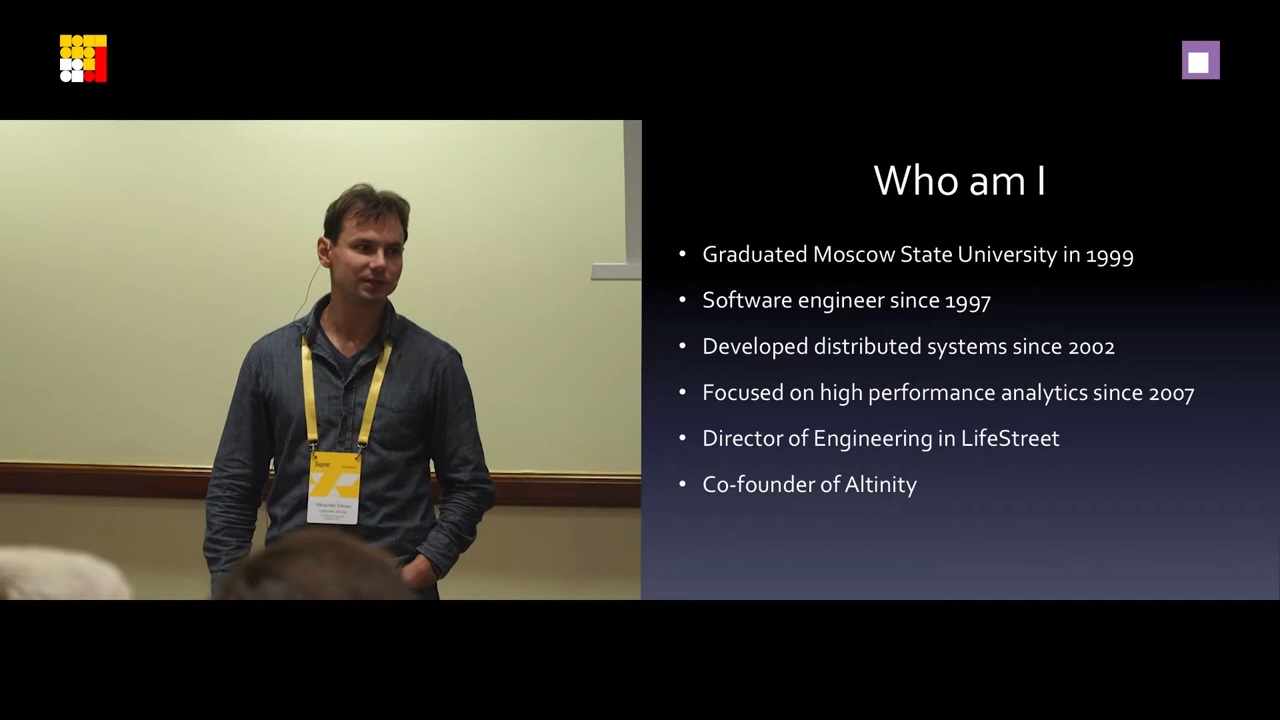 Who am I
• Graduated Moscow State University in 1999
• Software engineer since 1997
• Developed distributed systems since 2002
• Focused on high performance analytics since 2007
• Director of Engineering in LifeStreet
• Co-founder of Altinity